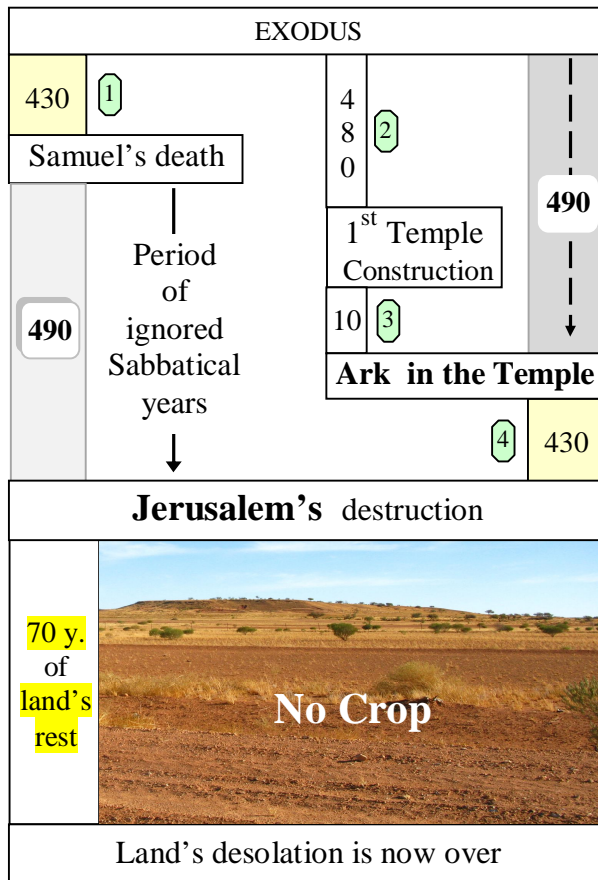 EXODUS
430
1
Samuel's death
490
Period
of
ignored
Sabbatical
years
4
8
0
2
1st Temple
Construction
10
3
490
Ark in the Temple
4
430
Jerusalem's destruction
70 y.
of
land's
rest
No Crop
Land's desolation is now over